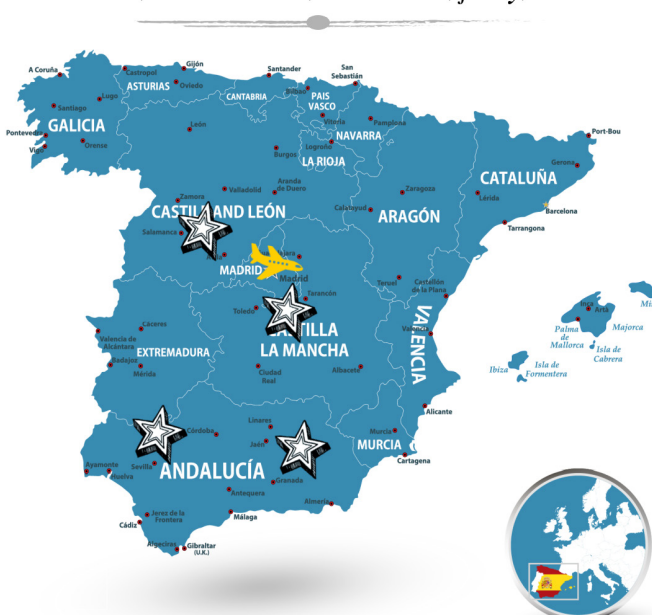 A Coruña
Castropol
Gijón
Santander
San
Sebastián
ASTURIAS
Oviedo
CANTABRIA
Bilbao
PAIS
VASCO
Lugo
Santiago
GALICIA
Pontevedra
Vigo
Orense
León
Vitoria
Pamplona
NAVARRA
Logroño
LA RIOJA
Burgos
Port-Bou
Gerona
CATALUÑA
Lérida
Barcelona
Tarrangona
Zamora
Valladolid
Aranda
de Duero
Zaragoza
Calatayud
ARAGÓN
AND LEÓN
Salamanca
MADRID
Madrid
Teruel
Castellón
de la Plana
Tarancón
Toledo
LA MANCHA
VALENCIA
Valencia
Inca
Artá
Palma
de
Mallorca
Majorca
Isla de
Cabrera
Ibiza
Isla de
Formentera
Cáceres
Valencia de
Alcántara
EXTREMADURA
Badajoz
Mérida
Ciudad
Real
Albacete
Alicante
Murcia
MURCIA
Cartagena
Linares
Córdoba
Jaén
Ayamonte
Huelva
Sevilla
ANDALUCÍA
Granada
Antequera
Almería
Jerez de la
Frontera
Cádiz
Málaga
Algeciras
Gibraltar
(U.K.)